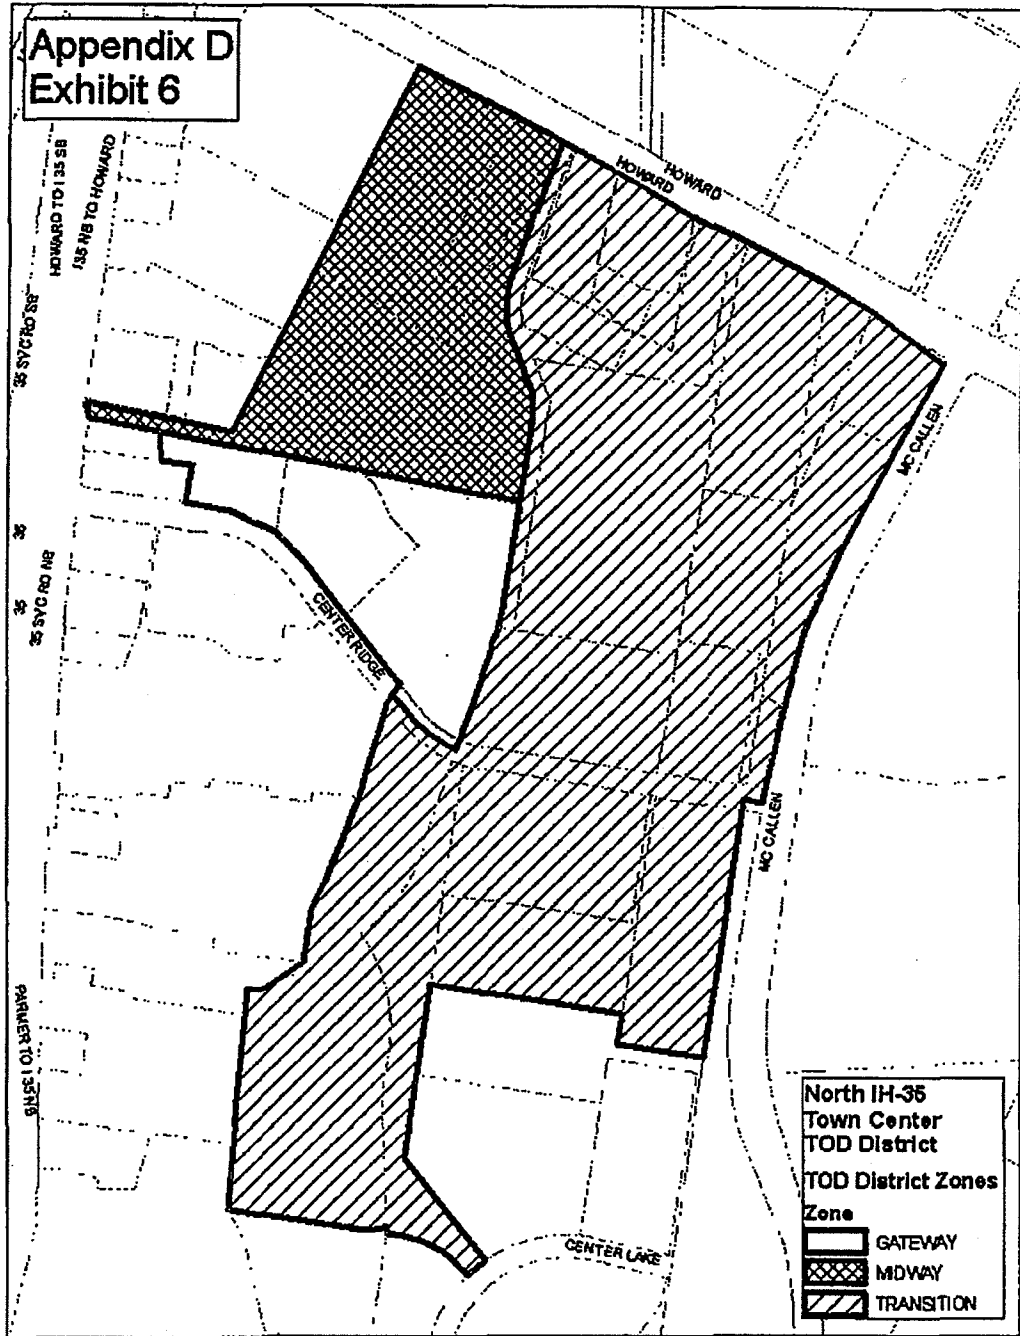 Appendix D
Exhibit 6
HOWARD TO I 35 SB
I35 NB TO HOWARD
HOWARD
HOWARD
35 SVC RD SB
MC CALLEN
35
35
35 SVC RD NB
CENTER RIDGE
MC CALLEN
PARMER TO I 35 NB
CENTER LAKE
North IH-35
Town Center
TOD District
TOD District Zones
Zone
GATEWAY
MIDWAY
TRANSITION